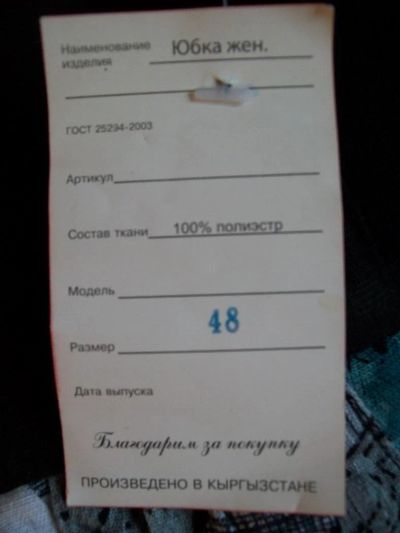 Наименование Юбка жен.
изделия
ГОСТ 25294-2003
Артикул
Состав ткани 100% полиэстр
Модель
48
Размер
Дата выпуска
Благодарим за покупку
ПРОИЗВЕДЕНО В КЫРГЫЗСТАНЕ